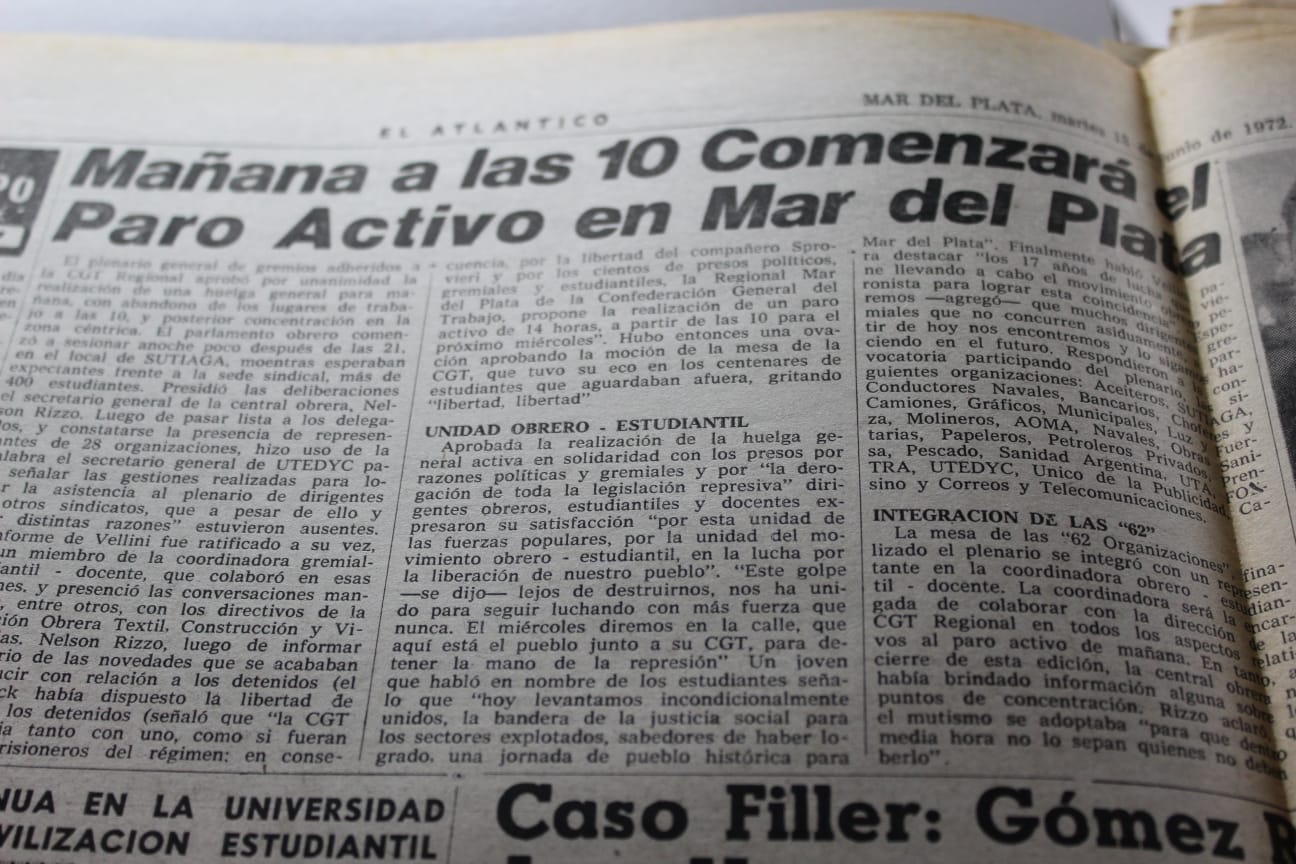 EL ATLANTICO
MAR DEL PLATA, martes 13 de junio de 1972.
Mañana a las 10 Comenzará el
Paro Activo en Mar del Plata
El plenario general de gremios adheridos a
la CGT Regional aprobó por unanimidad la
realización de una huelga general para ma-
ñana, con abandono de los lugares de traba-
jo a las 10, y posterior concentración en la
zona céntrica. El parlamento obrero comen-
zó a sesionar anoche poco después de las 21,
en el local de SUTIAGA, moentras esperaban
expectantes frente a la sede sindical, más de
400 estudiantes. Presidió las deliberaciones
el secretario general de la central obrera, Nel-
son Rizzo. Luego de pasar lista a los delega-
los, y constatarse la presencia de represen-
antes de 28 organizaciones, hizo uso de la
labra el secretario general de UTEDYC pa-
señalar las gestiones realizadas para lo-
r la asistencia al plenario de dirigentes
otros sindicatos, que a pesar de ello y
distintas razones" estuvieron ausentes.
nforme de Vellini fue ratificado a su vez,
un miembro de la coordinadora gremial-
antil - docente, que colaboró en esas
nes, y presenció las conversaciones man-
, entre otros, con los directivos de la
ción Obrera Textil, Construcción y Vi-
as. Nelson Rizzo, luego de informar
rio de las novedades que se acababan
ucir con relación a los detenidos (el
ck había dispuesto la libertad de
los detenidos (señaló que "la CGT
ia tanto con uno, como si fueran
risioneros del régimen: en conse-
cuencia, por la libertad del compañero Spro-
vieri y por los cientos de presos políticos,
gremiales y estudiantiles, la Regional Mar
del Plata de la Confederación General del
Trabajo, propone la realización de un paro
activo de 14 horas, a partir de las 10 para el
próximo miércoles". Hubo entonces una ova-
ción aprobando la moción de la mesa de la
CGT, que tuvo su eco en los centenares de
estudiantes que aguardaban afuera, gritando
"libertad, libertad"
UNIDAD OBRERO - ESTUDIANTIL
Aprobada la realización de la huelga ge-
neral activa en solidaridad con los presos por
razones políticas y gremiales y por "la dero-
gación de toda la legislación represiva" diri-
gentes obreros, estudiantiles y docentes ex-
presaron su satisfacción "por esta unidad de
las fuerzas populares, por la unidad del mo-
vimiento obrero - estudiantil, en la lucha por
la liberación de nuestro pueblo". "Este golpe
—se dijo— lejos de destruirnos, nos ha uni-
do para seguir luchando con más fuerza que
nunca. El miércoles diremos en la calle, que
aquí está el pueblo junto a su CGT, para de-
tener la mano de la represión" Un joven
que habló en nombre de los estudiantes seña-
lo que "hoy levantamos incondicionalmente
unidos, la bandera de la justicia social para
los sectores explotados, sabedores de haber lo-
grado, una jornada de pueblo histórica para
Mar del Plata". Finalmente habló
ra destacar "los 17 años de lucha
ne llevando a cabo el movimiento
ronista para lograr esta coincidencia"
remos —agregó— que muchos dirigentes gre-
miales que no concurren asiduamente, a par-
tir de hoy nos encontremos y lo sigamos ha-
ciendo en el futuro. Respondieron a la con-
vocatoria participando del plenario, las si-
guientes organizaciones: Aceiteros, SUTIAGA,
Conductores Navales, Bancarios, Choferes y
Camiones, Gráficos, Municipales, Luz y Fuer-
za, Molineros, AOMA, Navales, Obras Sani-
tarias, Papeleros, Petroleros Privados, Pren-
sa, Pescado, Sanidad Argentina, UTA,
TRA, UTEDYC, Unico de la Publicidad, Ca-
sino y Correos y Telecomunicaciones.
INTEGRACION DE LAS "62"
La mesa de las "62 Organizaciones" fina-
lizado el plenario se integró con un represen-
tante en la coordinadora obrero - estudian-
til - docente. La coordinadora será la encar-
gada de colaborar con la dirección de la
CGT Regional en todos los aspectos relati-
vos al paro activo de mañana. En tanto, a
cierre de esta edición, la central obrera
había brindado información alguna sobre
puntos de concentración. Rizzo aclaró q
el mutismo se adoptaba "para que dentro
media hora no lo sepan quienes no deben
berlo".
NUA EN LA UNIVERSIDAD
VILIZACION ESTUDIANTIL
Caso Filler: Gómez